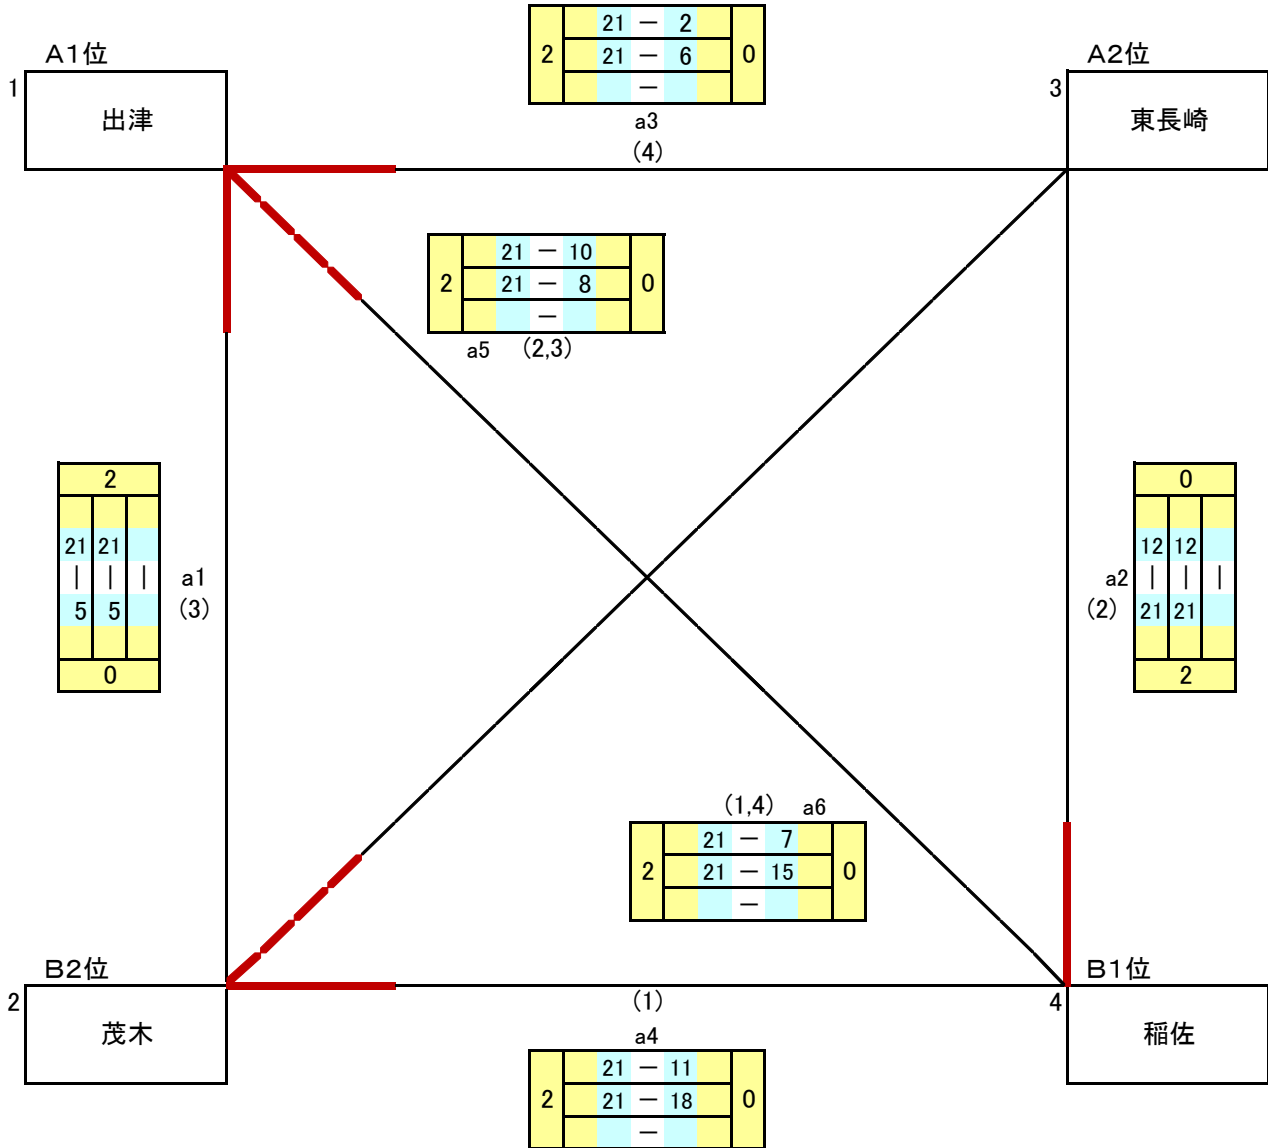 21 － 2
2 21 － 6 0
－
A1位
A2位
1
出津
3
東長崎
a3
(4)
21 － 10
2 21 － 8 0
－
a5 (2,3)
2
21 21
｜ ｜ ｜
5 5
0
a1
(3)
0
12 12
｜ ｜ ｜
21 21
2
a2
(2)
(1,4) a6
21 － 7
2 21 － 15 0
－
B2位
B1位
2
茂木
(1)
4
稲佐
a4
21 － 11
2 21 － 18 0
－